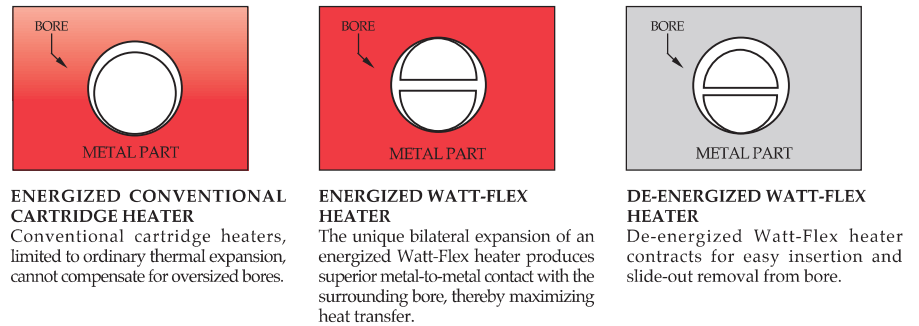 BORE
METAL PART
ENERGIZED CONVENTIONAL
CARTRIDGE HEATER
Conventional cartridge heaters,
limited to ordinary thermal expansion,
cannot compensate for oversized bores.
BORE
METAL PART
ENERGIZED WATT-FLEX
HEATER
The unique bilateral expansion of an
energized Watt-Flex heater produces
superior metal-to-metal contact with the
surrounding bore, thereby maximizing
heat transfer.
BORE
METAL PART
DE-ENERGIZED WATT-FLEX
HEATER
De-energized Watt-Flex heater
contracts for easy insertion and
slide-out removal from bore.